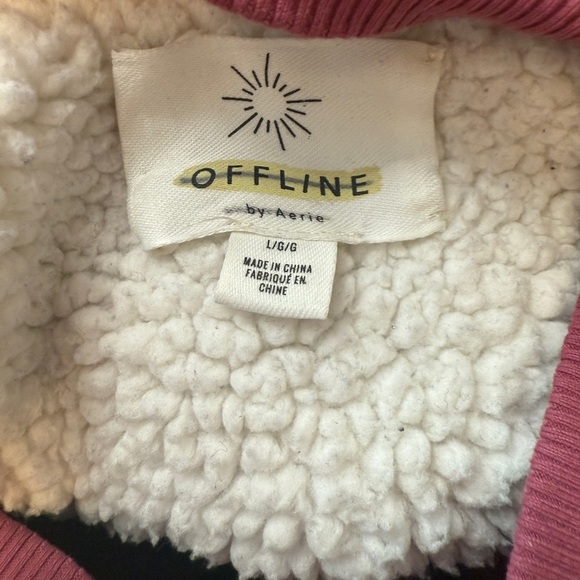 OFFLINE
by Aerie
L/G/G
MADE IN CHINA
FABRIQUÉ EN
CHINE